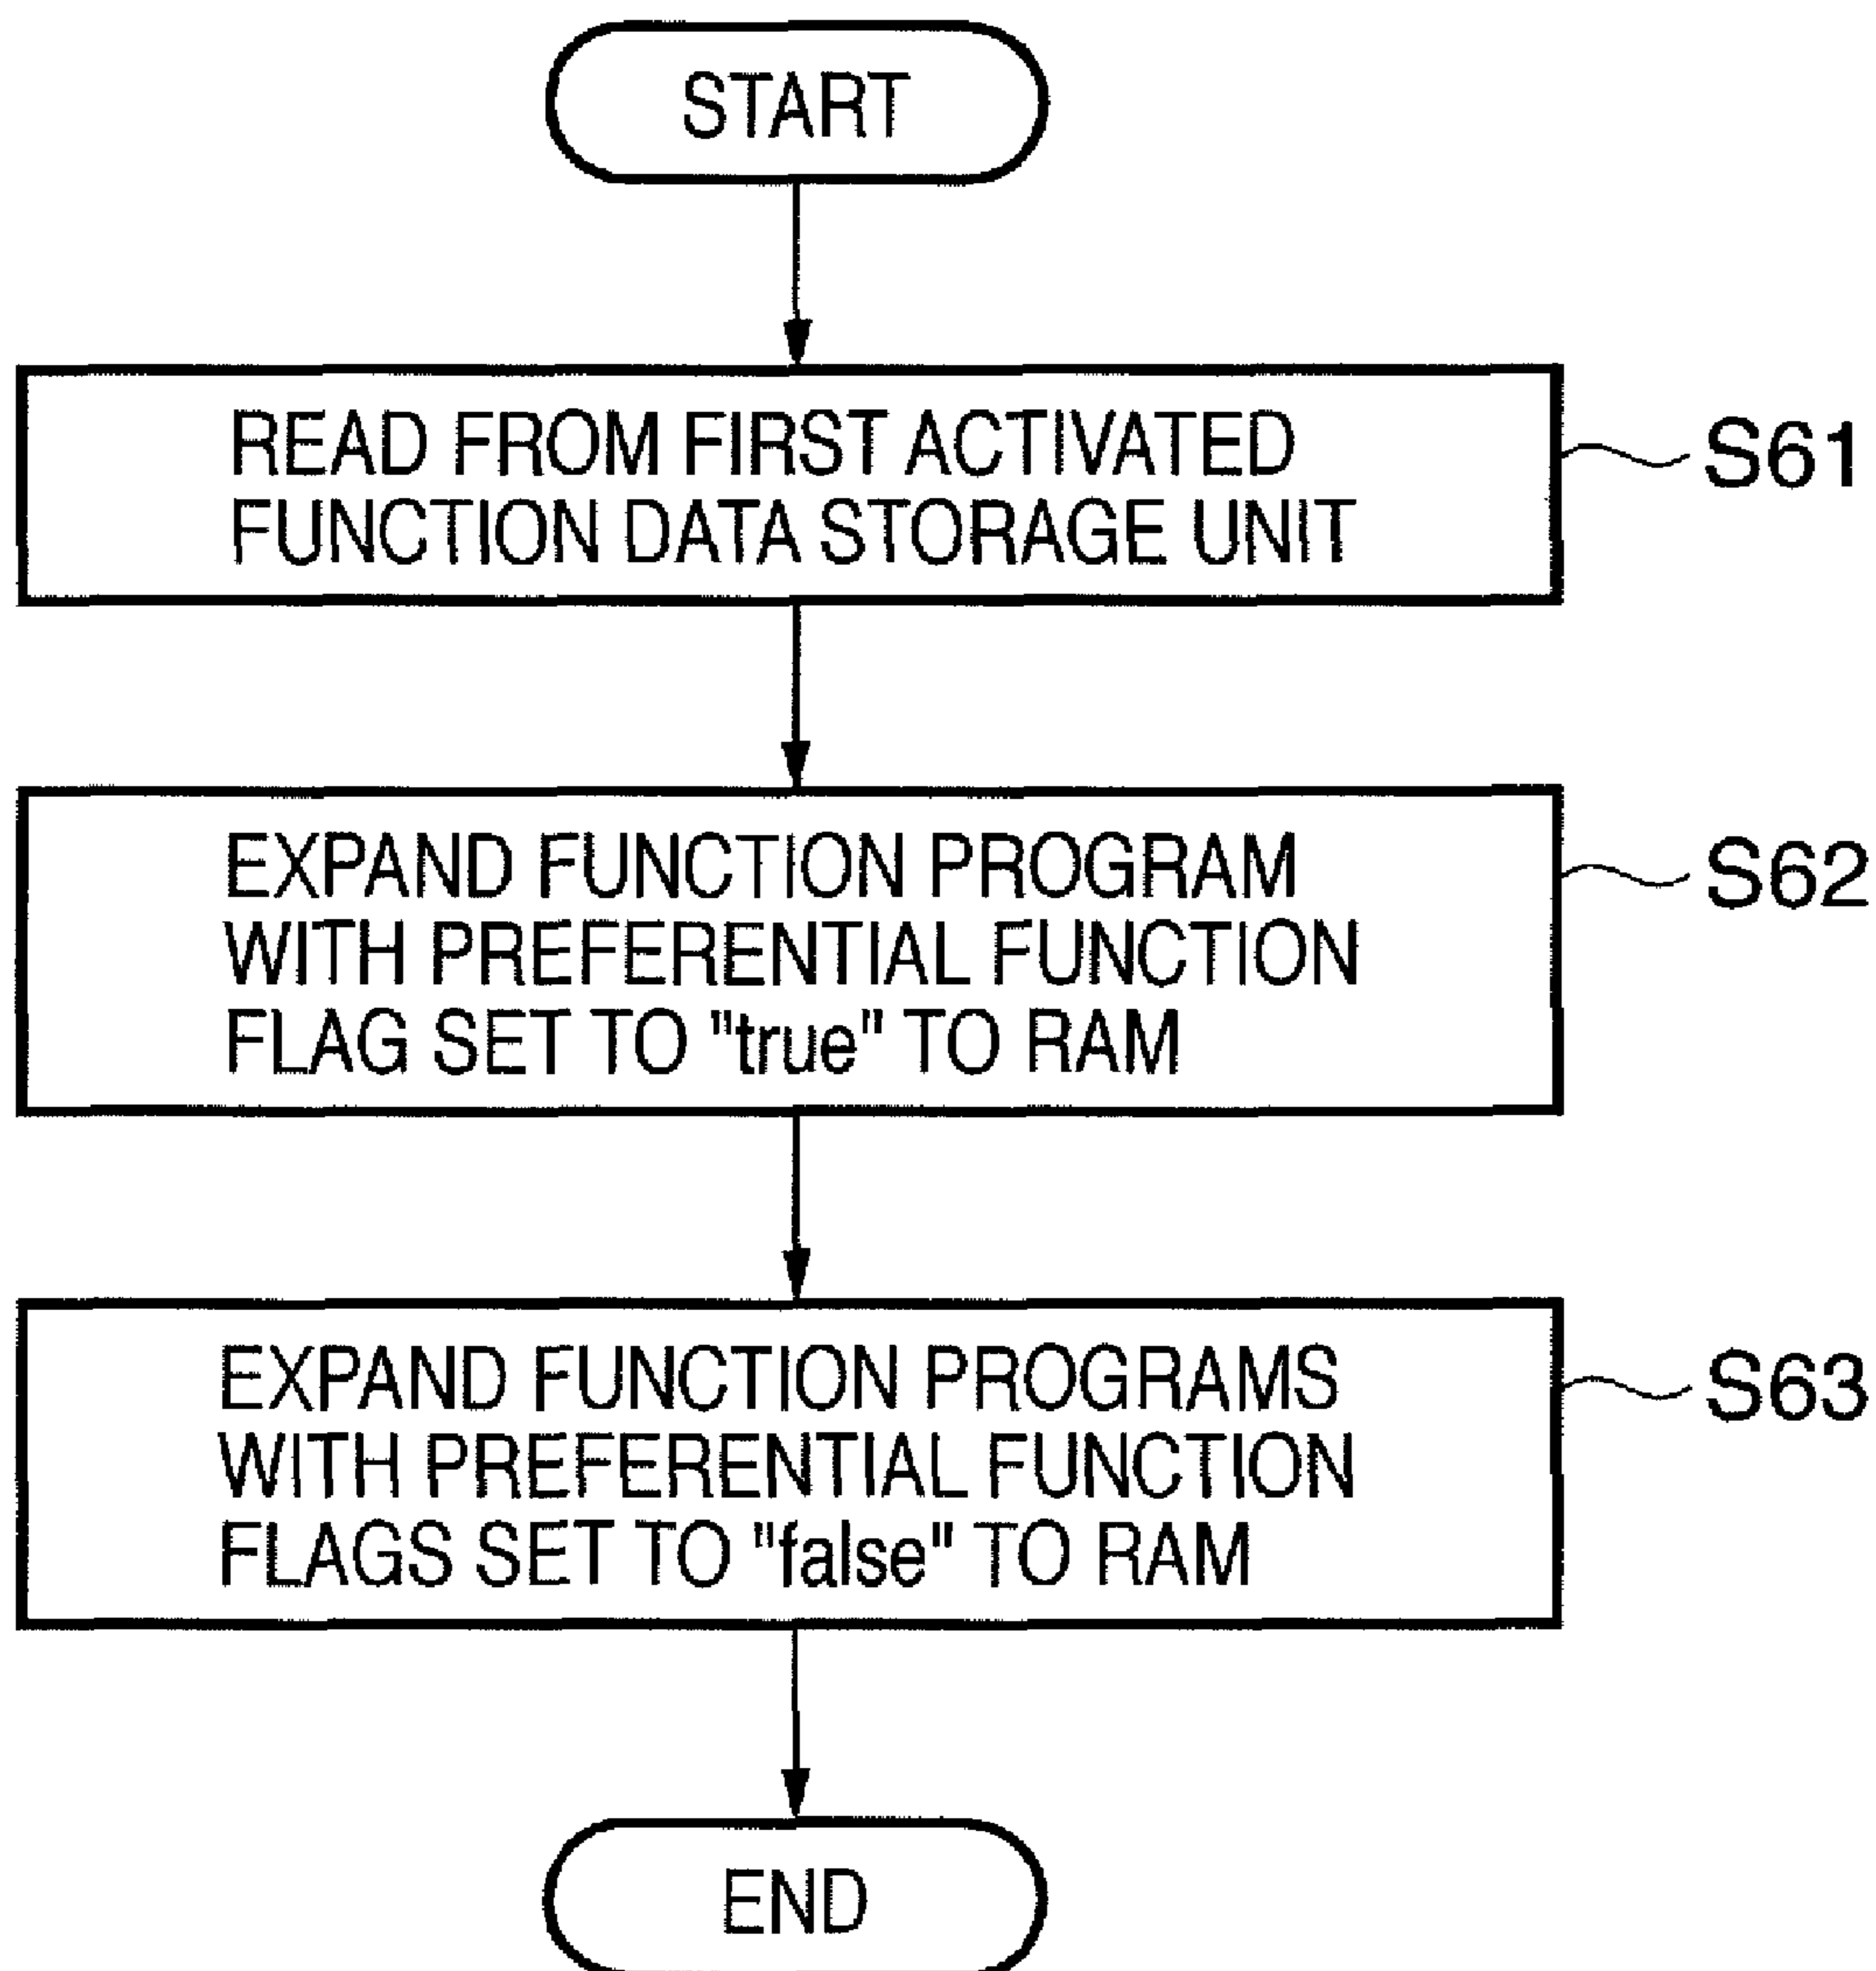 START
READ FROM FIRST ACTIVATED
FUNCTION DATA STORAGE UNIT
S61
EXPAND FUNCTION PROGRAM
WITH PREFERENTIAL FUNCTION
FLAG SET TO "true" TO RAM
S62
EXPAND FUNCTION PROGRAMS
WITH PREFERENTIAL FUNCTION
FLAGS SET TO "false" TO RAM
S63
END